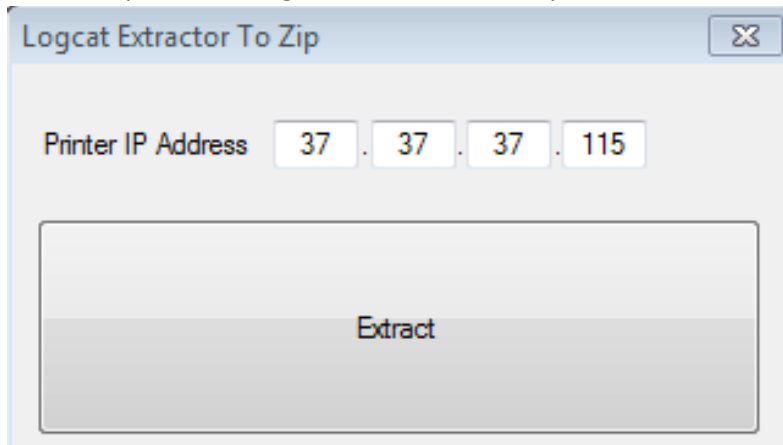 Logcat Extractor To Zip
Printer IP Address 37 . 37 . 37 . 115
Extract